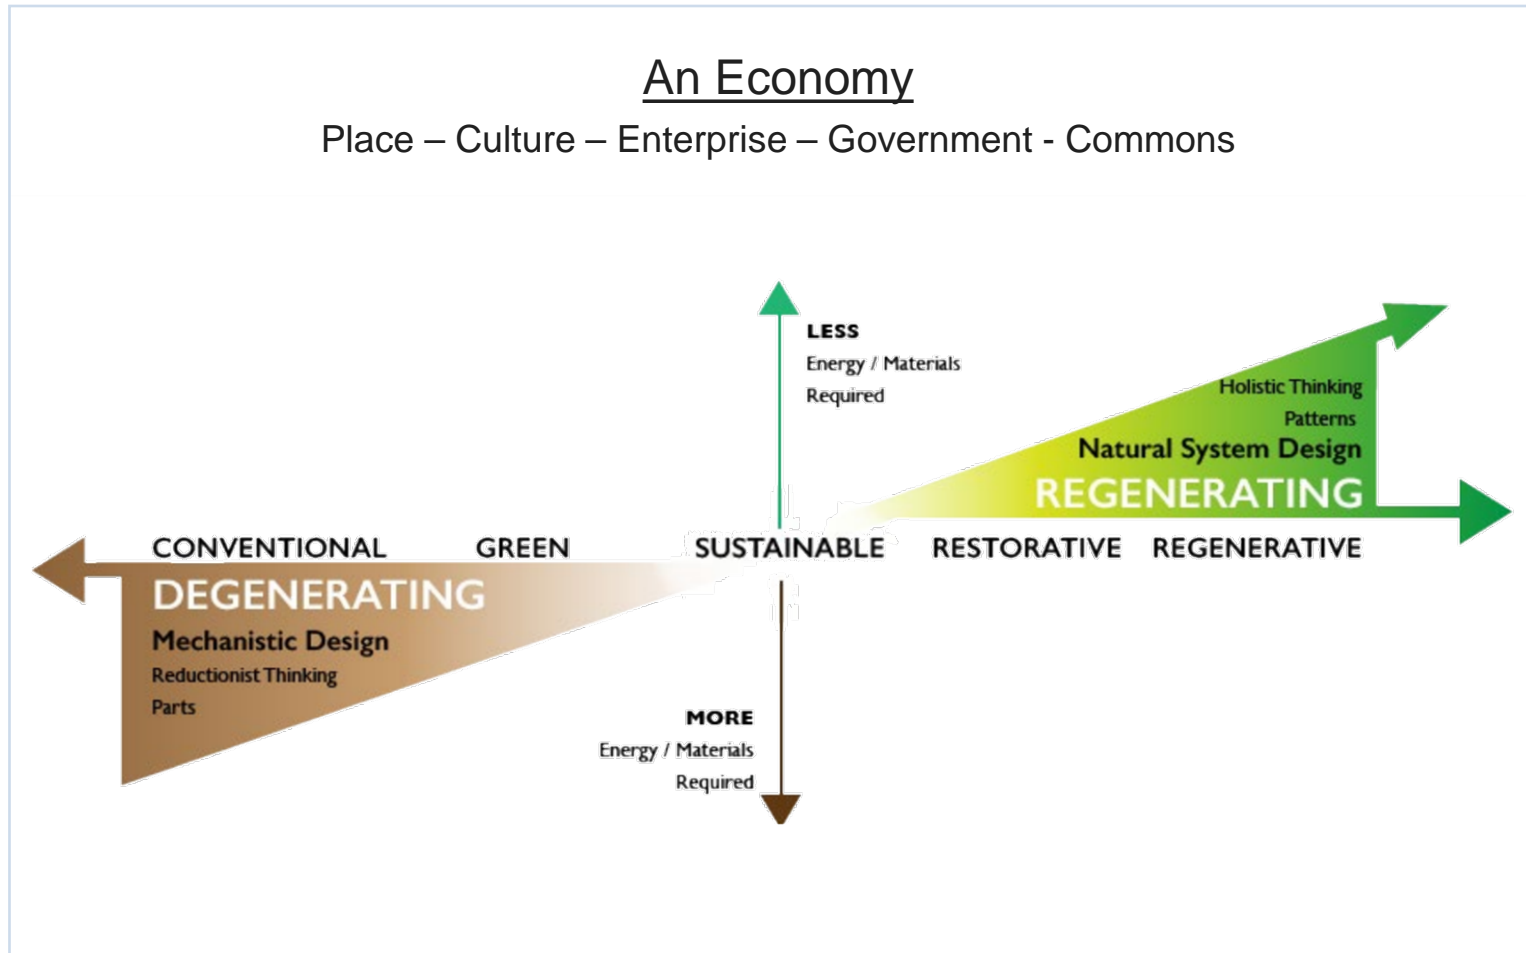 An Economy
Place – Culture – Enterprise – Government - Commons
LESS
Energy / Materials
Required
Holistic Thinking
Patterns
Natural System Design
REGENERATING
CONVENTIONAL GREEN SUSTAINABLE RESTORATIVE REGENERATIVE
DEGENERATING
Mechanistic Design
Reductionist Thinking
Parts
MORE
Energy / Materials
Required